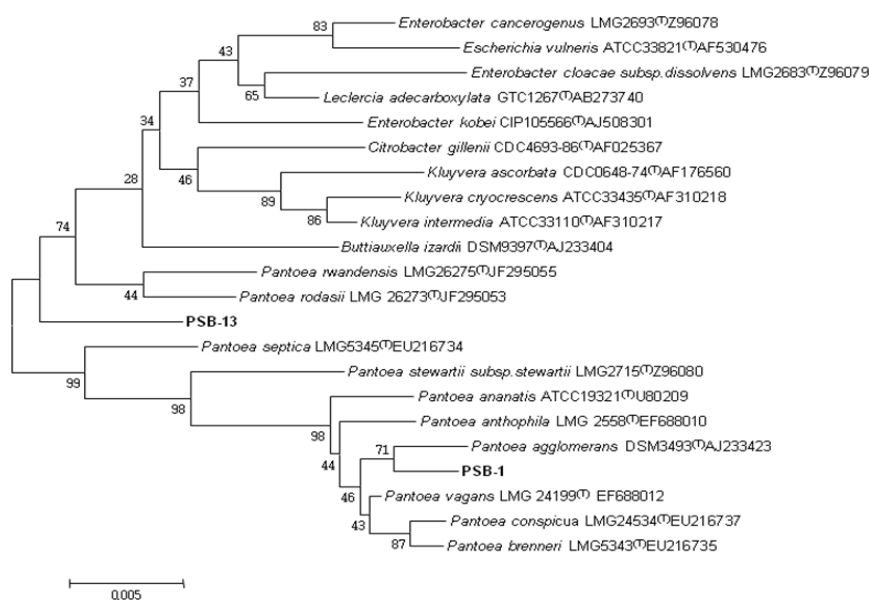 83
Enterobacter cancerogenus LMG2693⁽ᵀ⁾Z96078
43
Escherichia vulneris ATCC33821⁽ᵀ⁾AF530476
37
Enterobacter cloacae subsp.dissolvens LMG2683⁽ᵀ⁾Z96079
65
Leclercia adecarboxylata GTC1267⁽ᵀ⁾AB273740
34
Enterobacter kobei CIP105566⁽ᵀ⁾AJ508301
Citrobacter gillenii CDC4693-86⁽ᵀ⁾AF025367
46
Kluyvera ascorbata CDC0648-74⁽ᵀ⁾AF176560
28
89
Kluyvera cryocrescens ATCC33435⁽ᵀ⁾AF310218
86
Kluyvera intermedia ATCC33110⁽ᵀ⁾AF310217
74
Buttiauxella izardii DSM9397⁽ᵀ⁾AJ233404
Pantoea rwandensis LMG26275⁽ᵀ⁾JF295055
44
Pantoea rodasii LMG 26273⁽ᵀ⁾JF295053
PSB-13
Pantoea septica LMG5345⁽ᵀ⁾EU216734
99
Pantoea stewartii subsp.stewartii LMG2715⁽ᵀ⁾Z96080
98
Pantoea ananatis ATCC19321⁽ᵀ⁾U80209
98
Pantoea anthophila LMG 2558⁽ᵀ⁾EF688010
44
71
Pantoea agglomerans DSM3493⁽ᵀ⁾AJ233423
PSB-1
46
Pantoea vagans LMG 24199⁽ᵀ⁾ EF688012
43
Pantoea conspicua LMG24534⁽ᵀ⁾EU216737
87
Pantoea brenneri LMG5343⁽ᵀ⁾EU216735
0.005